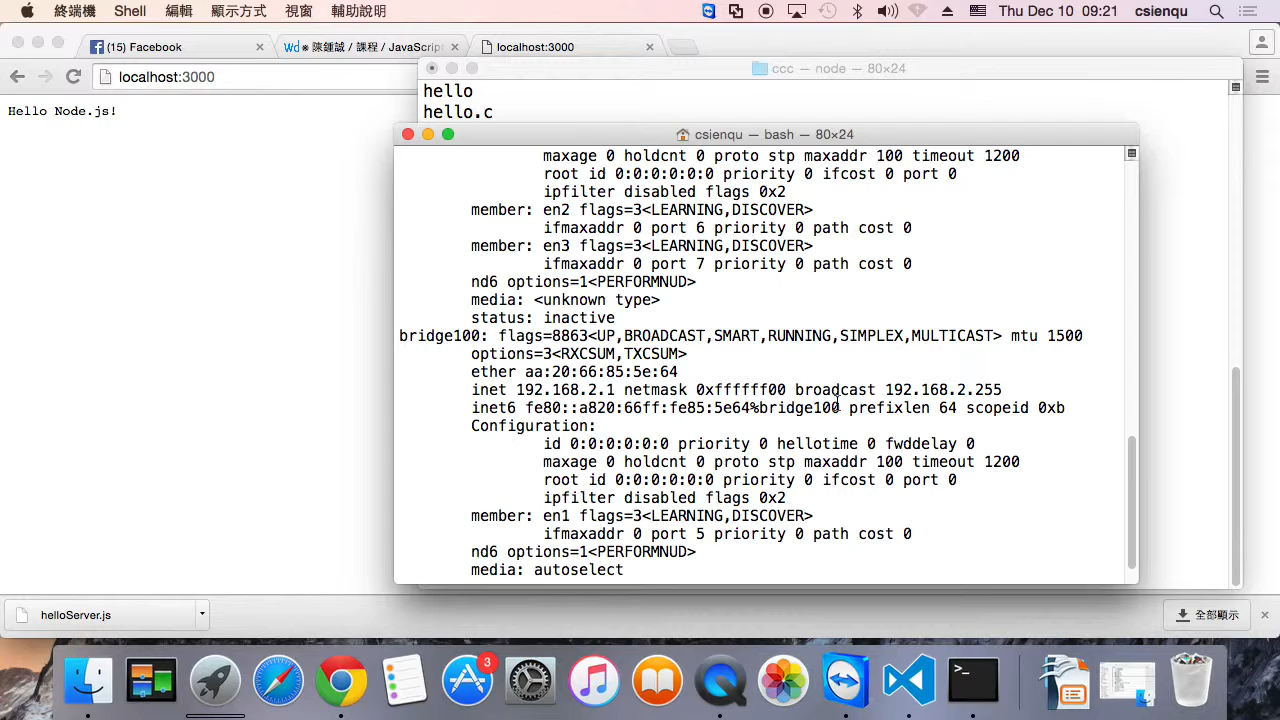 終端機 Shell 編輯 顯示方式 視窗 輔助說明 Thu Dec 10 09:21 csienqu
(15) Facebook
Wd ※ 陳鍾誠 / 課程 / JavaScrip
localhost:3000
localhost:3000
Hello Node.js!
ccc — node — 80×24
hello
hello.c
csienqu — bash — 80×24
maxage 0 holdcnt 0 proto stp maxaddr 100 timeout 1200
root id 0:0:0:0:0:0 priority 0 ifcost 0 port 0
ipfilter disabled flags 0x2
member: en2 flags=3<LEARNING,DISCOVER>
ifmaxaddr 0 port 6 priority 0 path cost 0
member: en3 flags=3<LEARNING,DISCOVER>
ifmaxaddr 0 port 7 priority 0 path cost 0
nd6 options=1<PERFORMNUD>
media: <unknown type>
status: inactive
bridge100: flags=8863<UP,BROADCAST,SMART,RUNNING,SIMPLEX,MULTICAST> mtu 1500
options=3<RXCSUM,TXCSUM>
ether aa:20:66:85:5e:64
inet 192.168.2.1 netmask 0xffffff00 broadcast 192.168.2.255
inet6 fe80::a820:66ff:fe85:5e64%bridge100 prefixlen 64 scopeid 0xb
Configuration:
id 0:0:0:0:0:0 priority 0 hellotime 0 fwddelay 0
maxage 0 holdcnt 0 proto stp maxaddr 100 timeout 1200
root id 0:0:0:0:0:0 priority 0 ifcost 0 port 0
ipfilter disabled flags 0x2
member: en1 flags=3<LEARNING,DISCOVER>
ifmaxaddr 0 port 5 priority 0 path cost 0
nd6 options=1<PERFORMNUD>
media: autoselect
helloServer.js
全部顯示
3
>_